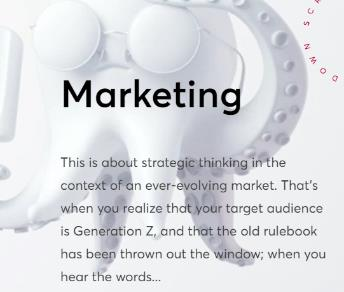 SCR
DOWN
Marketing
This is about strategic thinking in the
context of an ever-evolving market. That's
when you realize that your target audience
is Generation Z, and that the old rulebook
has been thrown out the window; when you
hear the words...